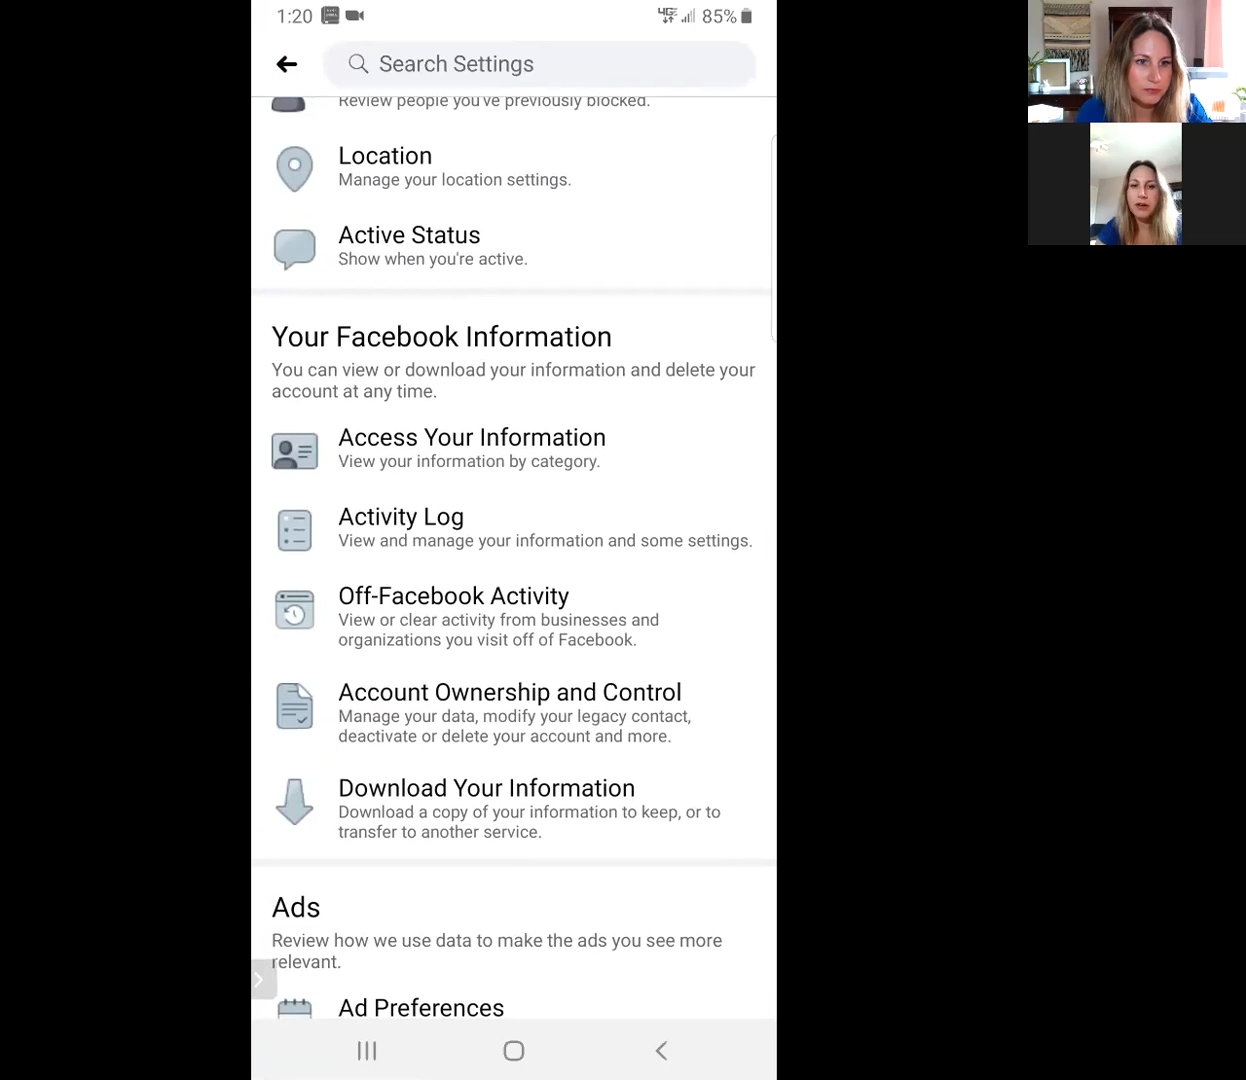 1:20
4GE 85%
Search Settings
Review people you've previously blocked.
Location
Manage your location settings.
Active Status
Show when you're active.
Your Facebook Information
You can view or download your information and delete your
account at any time.
Access Your Information
View your information by category.
Activity Log
View and manage your information and some settings.
Off-Facebook Activity
View or clear activity from businesses and
organizations you visit off of Facebook.
Account Ownership and Control
Manage your data, modify your legacy contact,
deactivate or delete your account and more.
Download Your Information
Download a copy of your information to keep, or to
transfer to another service.
Ads
Review how we use data to make the ads you see more
relevant.
Ad Preferences